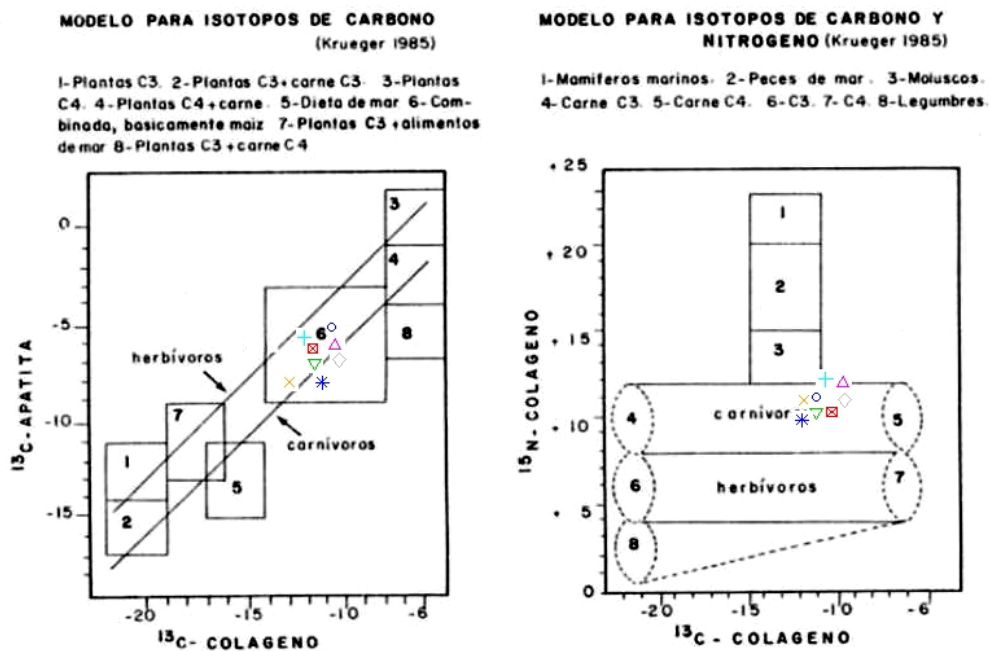 MODELO PARA ISOTOPOS DE CARBONO
(Krueger 1985)
1-Plantas C3. 2-Plantas C3+carne C3. 3-Plantas
C4. 4-Plantas C4+carne. 5-Dieta de mar 6-Com-
binada, basicamente maiz 7-Plantas C3+alimentos
de mar 8-Plantas C3+carne C4
13C-APATITA
0
-5
-10
-15
3
4
6
8
herbívoros
7
carnívoros
1
5
2
-20
-15
-10
-6
13C- COLAGENO
MODELO PARA ISOTOPOS DE CARBONO Y
NITROGENO (Krueger 1985)
1-Mamiferos marinos. 2-Peces de mar. 3-Moluscos.
4-Carne C3. 5-Carne C4. 6-C3. 7-C4. 8-Legumbres.
15N-COLAGENO
+25
+20
+15
+10
+5
0
1
2
3
4
carnivor
5
6
herbívoros
7
8
-20
-15
-10
-6
13C - COLAGENO